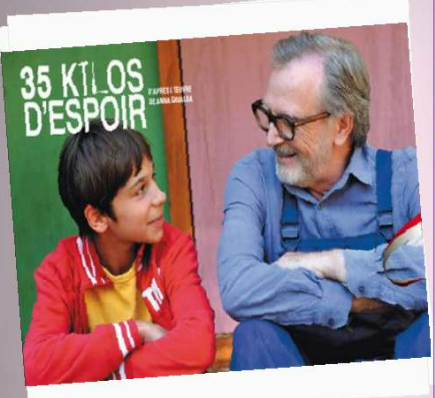 35 KILOS
D'ESPOIR
D'APRÈS L'ŒUVRE
DE ANNA GAVALDA